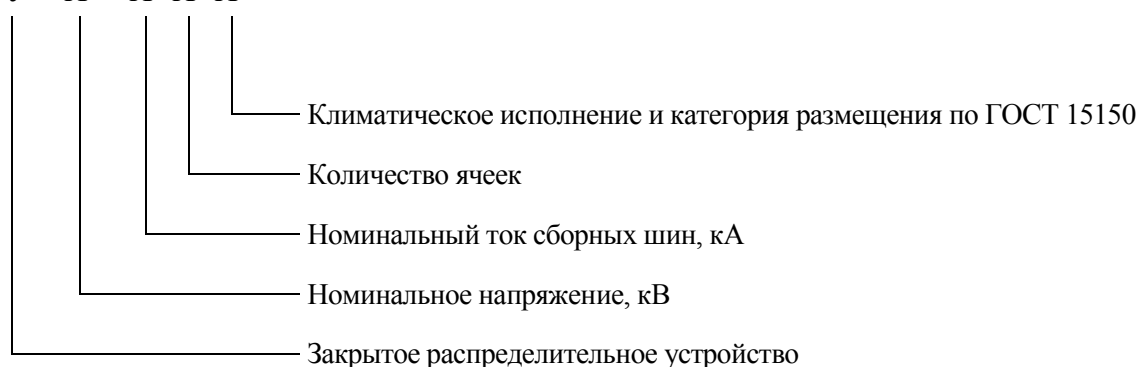 Климатическое исполнение и категория размещения по ГОСТ 15150
Количество ячеек
Номинальный ток сборных шин, кА
Номинальное напряжение, кВ
Закрытое распределительное устройство